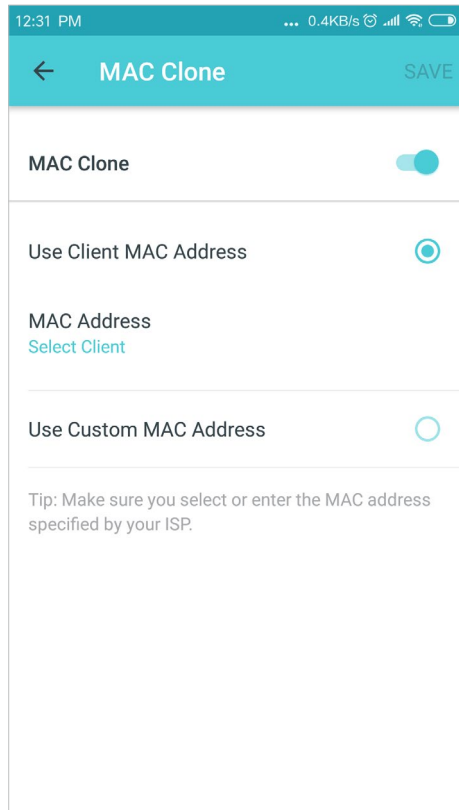 12:31 PM ... 0.4KB/s
MAC Clone SAVE
MAC Clone
Use Client MAC Address
MAC Address
Select Client
Use Custom MAC Address
Tip: Make sure you select or enter the MAC address
specified by your ISP.